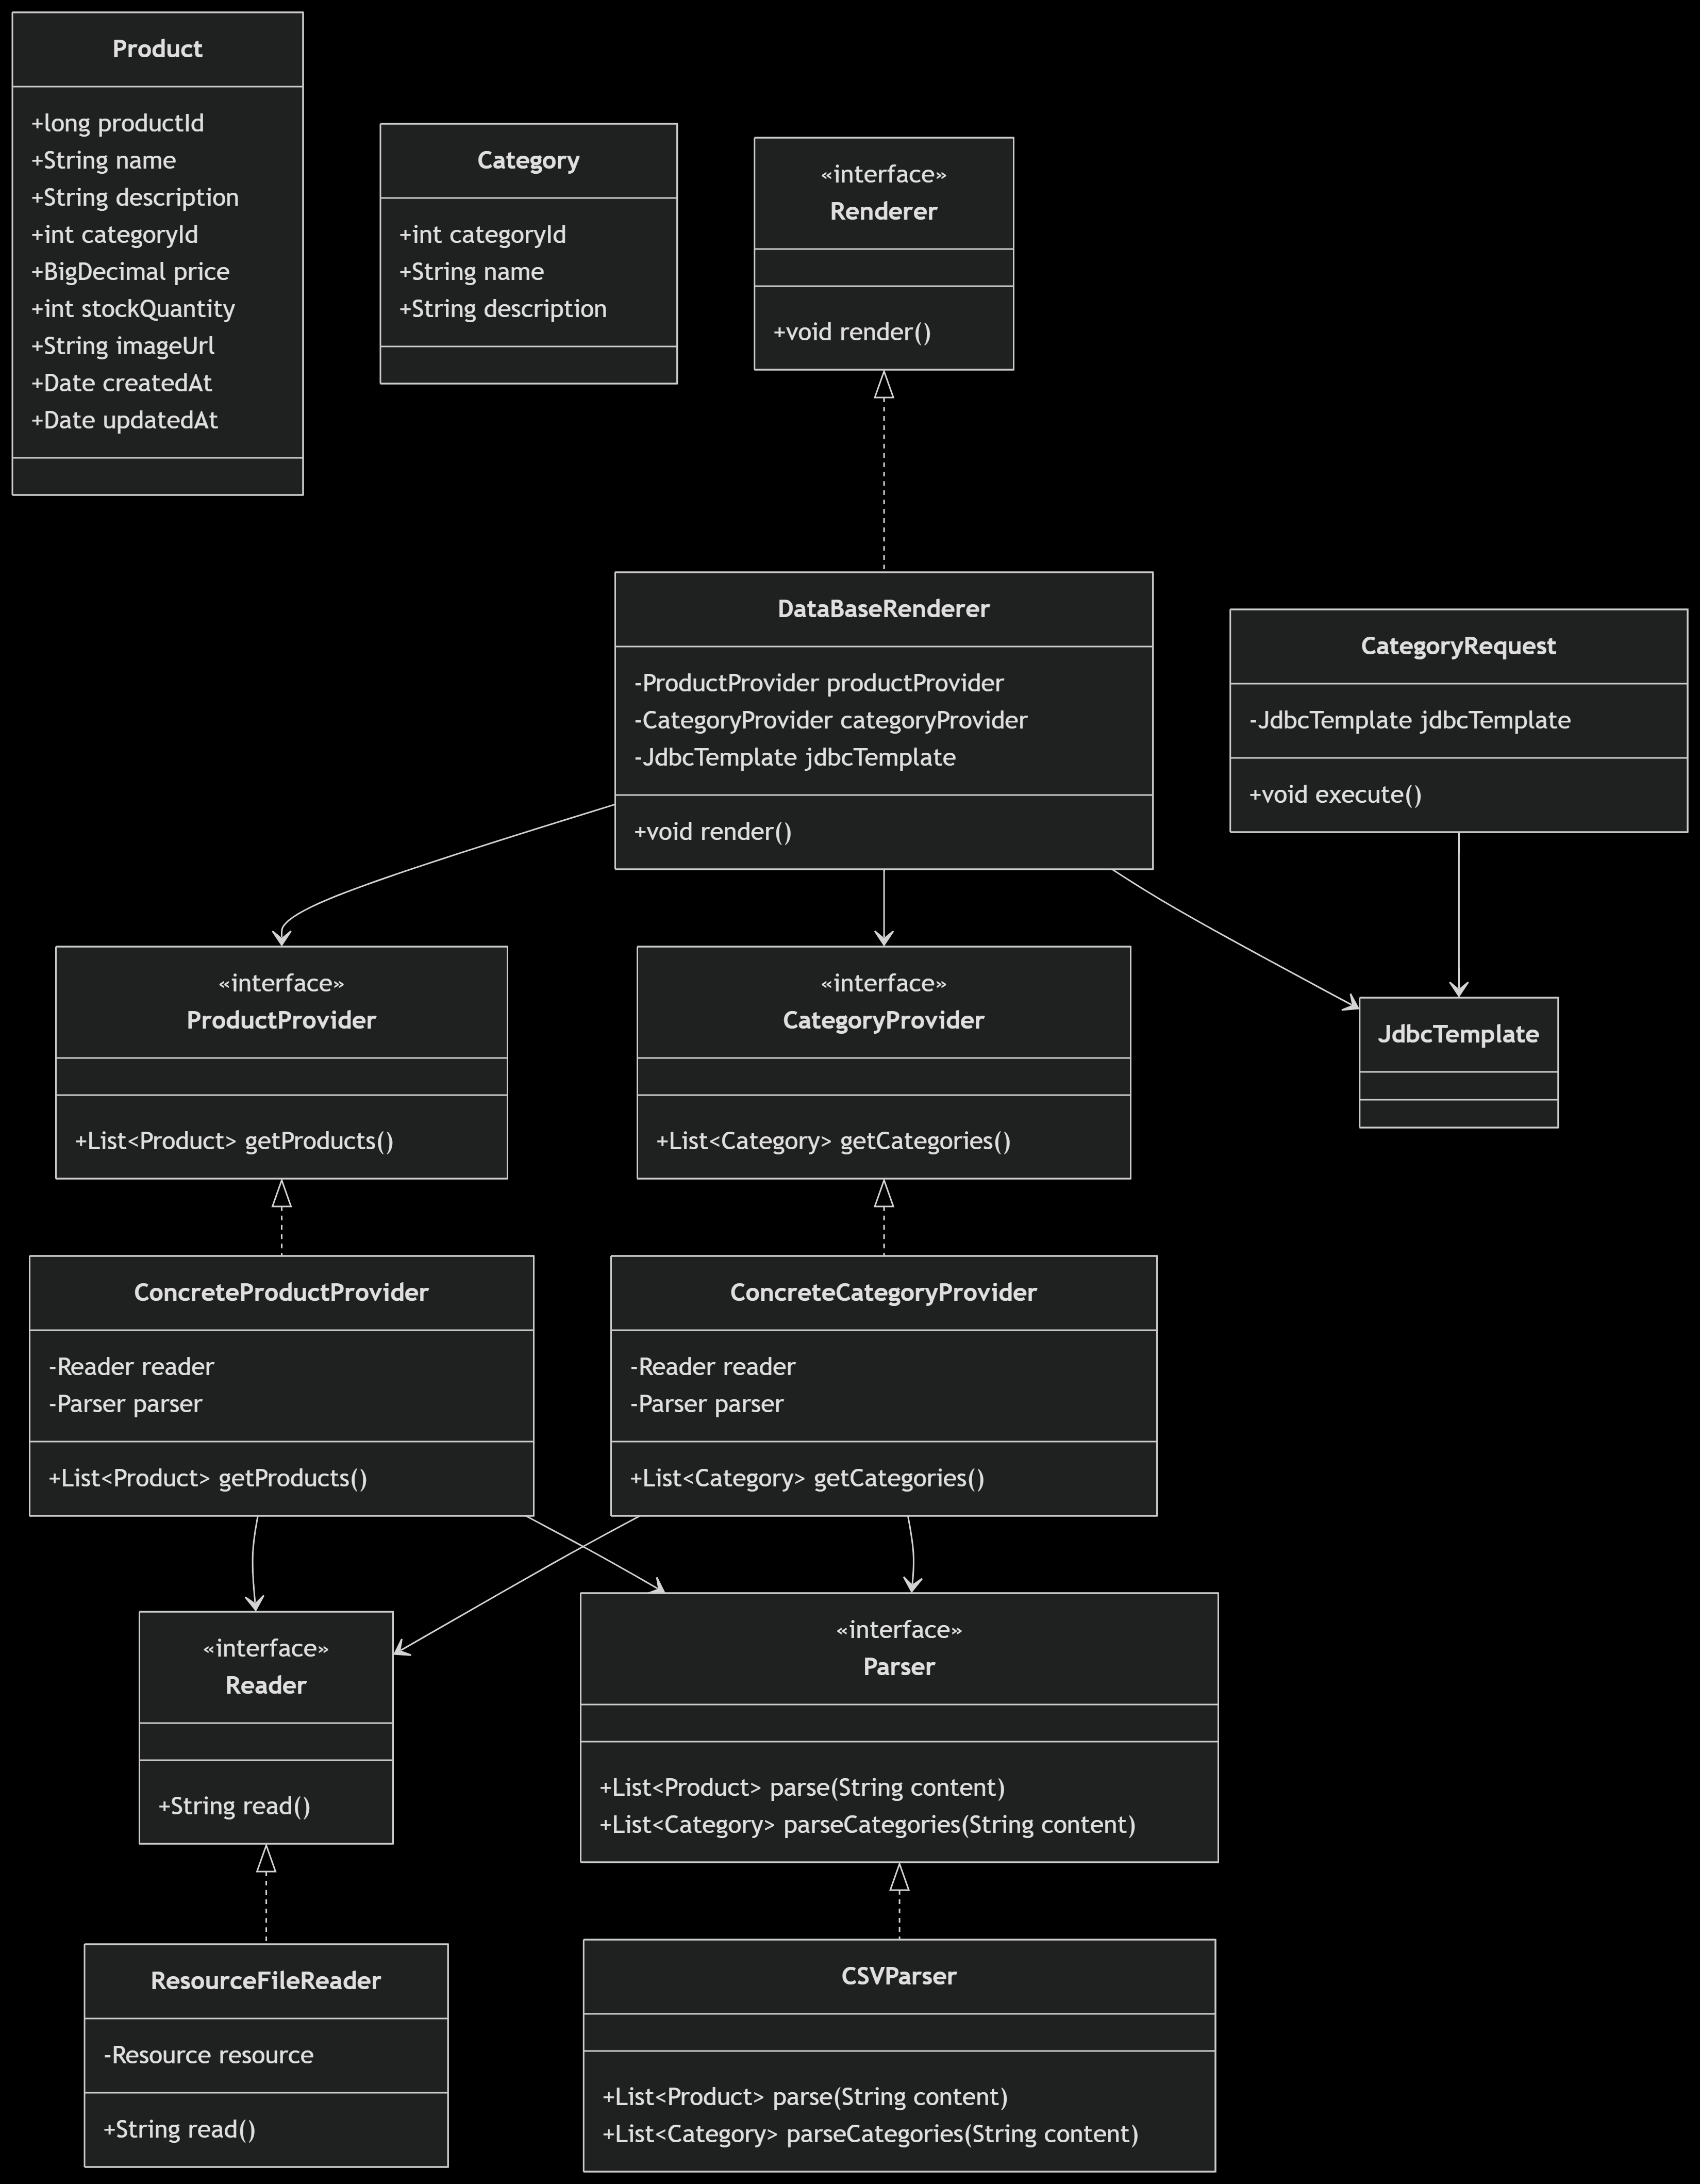 Product
+long productId
+String name
+String description
+int categoryId
+BigDecimal price
+int stockQuantity
+String imageUrl
+Date createdAt
+Date updatedAt
Category
+int categoryId
+String name
+String description
«interface»
Renderer
+void render()
DataBaseRenderer
-ProductProvider productProvider
-CategoryProvider categoryProvider
-JdbcTemplate jdbcTemplate
+void render()
CategoryRequest
-JdbcTemplate jdbcTemplate
+void execute()
«interface»
ProductProvider
+List<Product> getProducts()
«interface»
CategoryProvider
+List<Category> getCategories()
JdbcTemplate
ConcreteProductProvider
-Reader reader
-Parser parser
+List<Product> getProducts()
ConcreteCategoryProvider
-Reader reader
-Parser parser
+List<Category> getCategories()
«interface»
Reader
+String read()
«interface»
Parser
+List<Product> parse(String content)
+List<Category> parseCategories(String content)
ResourceFileReader
-Resource resource
+String read()
CSVParser
+List<Product> parse(String content)
+List<Category> parseCategories(String content)